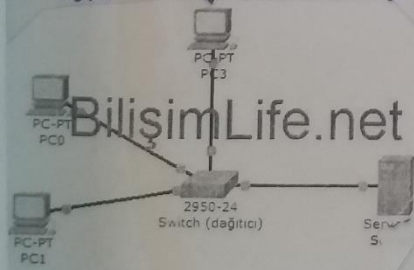 PC-PT
PC3
BilişimLife.net
PC-PT
PC0
2950-24
Switch (dağıtıcı)
PC-PT
PC1